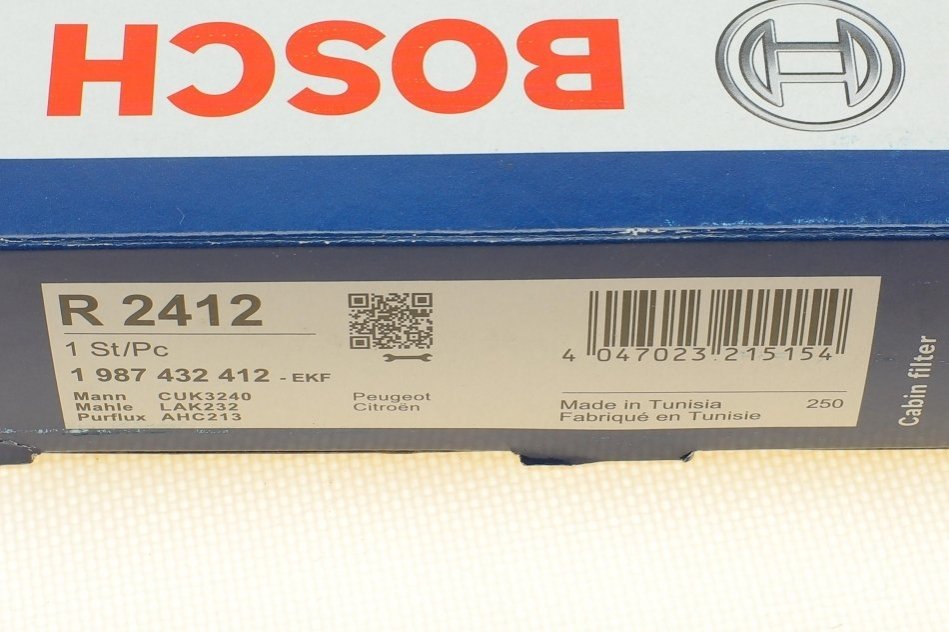 BOSCH
R 2412
1 St/Pc
1 987 432 412 - EKF
Mann CUK3240
Mahle LAK232
Purflux AHC213
Peugeot
Citroën
4 047023 215154
Made in Tunisia 250
Fabriqué en Tunisie
Cabin filter